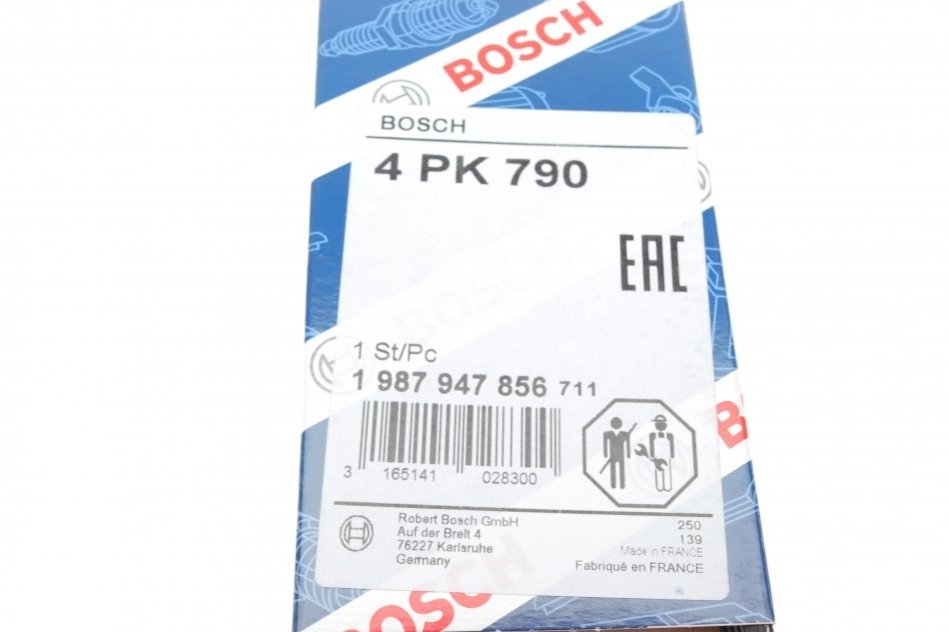 BOSCH
BOSCH
4 PK 790
EAC
BOSCH
1 St/Pc
1 987 947 856 711
3 165141 028300
Robert Bosch GmbH
Auf der Breit 4
76227 Karlsruhe
Germany
250
139
Made in FRANCE
Fabriqué en FRANCE
B
BOSCH